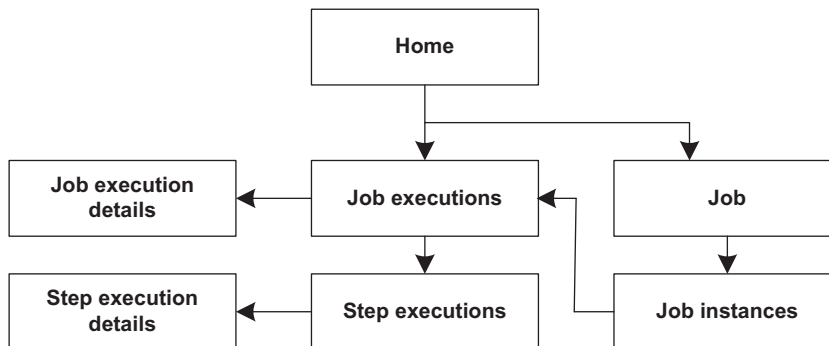 Home
Job execution
details
Job executions
Job
Step execution
details
Step executions
Job instances